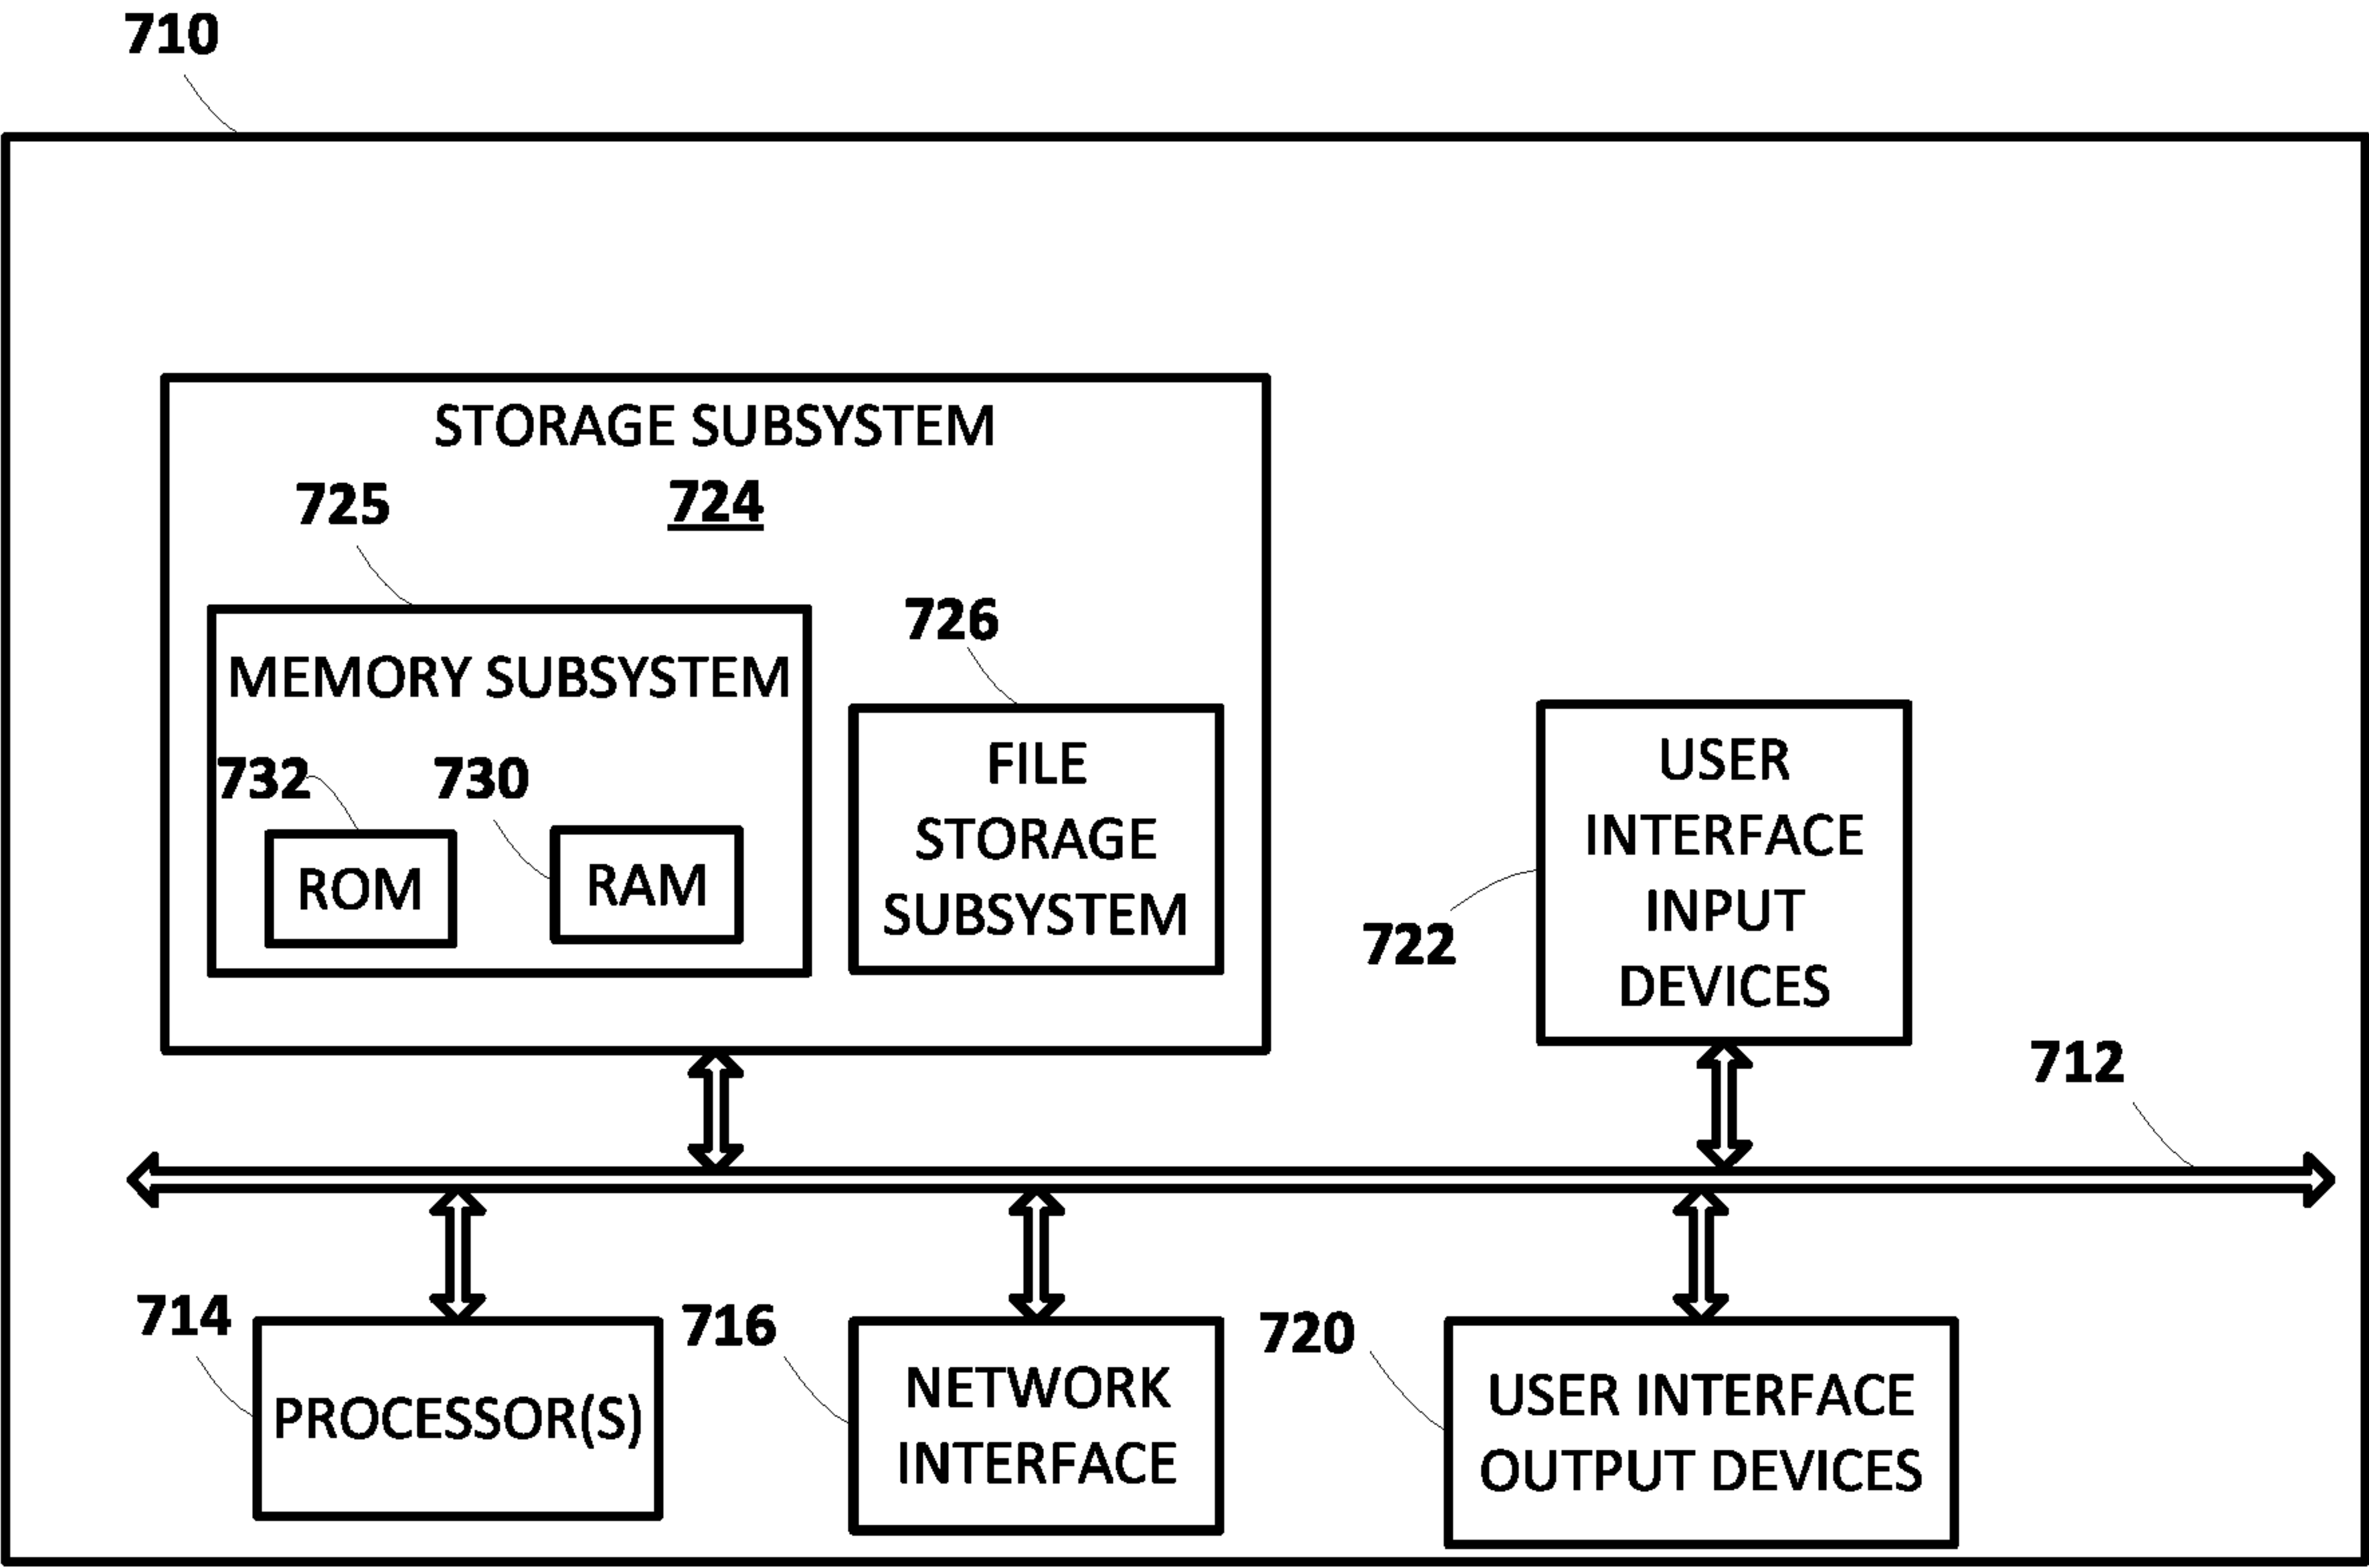 710
STORAGE SUBSYSTEM
724
725
MEMORY SUBSYSTEM
732
730
ROM
RAM
726
FILE
STORAGE
SUBSYSTEM
USER
INTERFACE
INPUT
DEVICES
722
712
714
PROCESSOR(S)
716
NETWORK
INTERFACE
720
USER INTERFACE
OUTPUT DEVICES